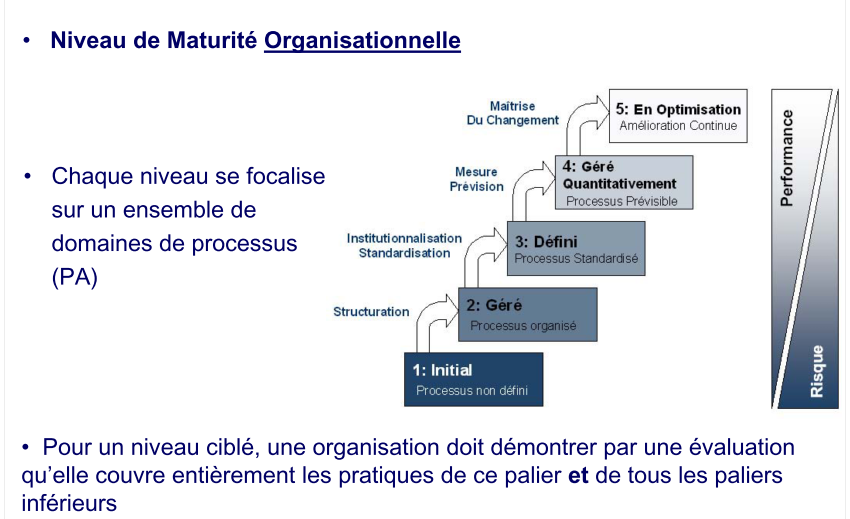 • Niveau de Maturité Organisationnelle
• Chaque niveau se focalise
sur un ensemble de
domaines de processus
(PA)
Maîtrise
Du Changement
5: En Optimisation
Amélioration Continue
Mesure
Prévision
4: Géré
Quantitativement
Processus Prévisible
Institutionnalisation
Standardisation
3: Défini
Processus Standardisé
Structuration
2: Géré
Processus organisé
1: Initial
Processus non défini
Performance
Risque
• Pour un niveau ciblé, une organisation doit démontrer par une évaluation
qu'elle couvre entièrement les pratiques de ce palier et de tous les paliers
inférieurs